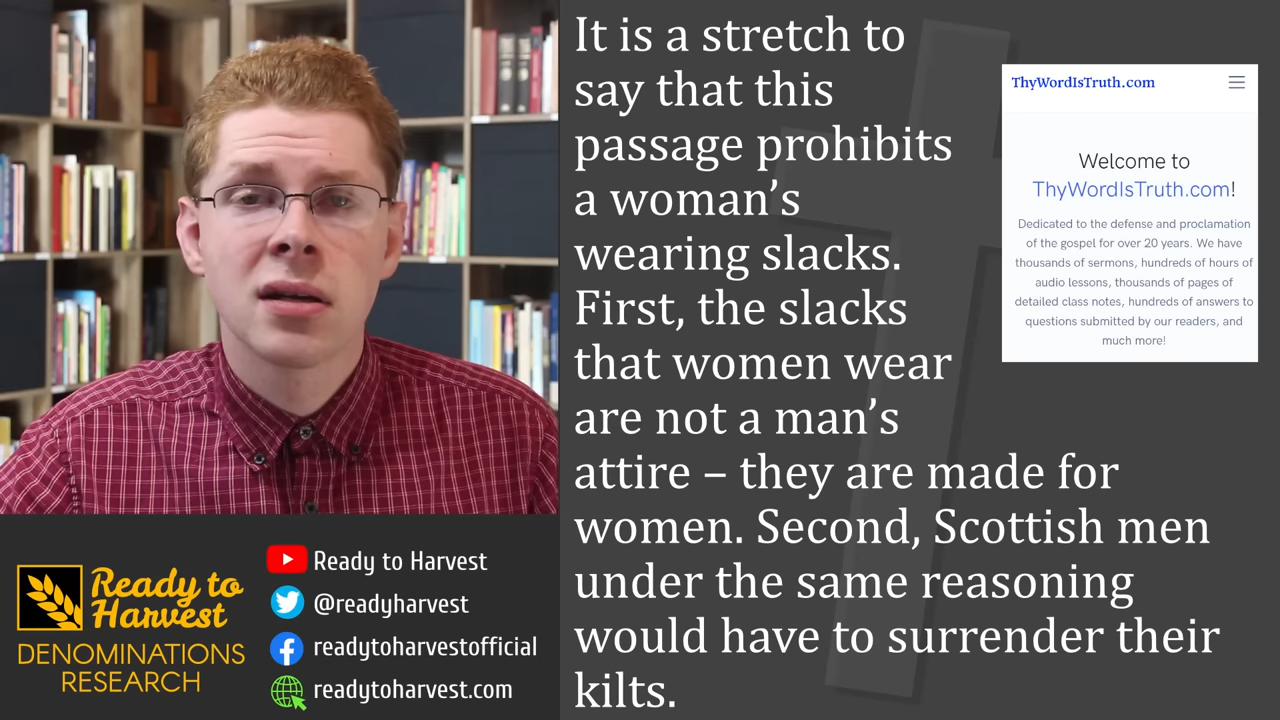 It is a stretch to
say that this
passage prohibits
a woman’s
wearing slacks.
First, the slacks
that women wear
are not a man’s
attire – they are made for
women. Second, Scottish men
under the same reasoning
would have to surrender their
kilts.
ThyWordIsTruth.com
Welcome to
ThyWordIsTruth.com!
Dedicated to the defense and proclamation
of the gospel for over 20 years. We have
thousands of sermons, hundreds of hours of
audio lessons, thousands of pages of
detailed class notes, hundreds of answers to
questions submitted by our readers, and
much more!
Ready to
Harvest
DENOMINATIONS
RESEARCH
Ready to Harvest
@readyharvest
readytoharvestofficial
readytoharvest.com